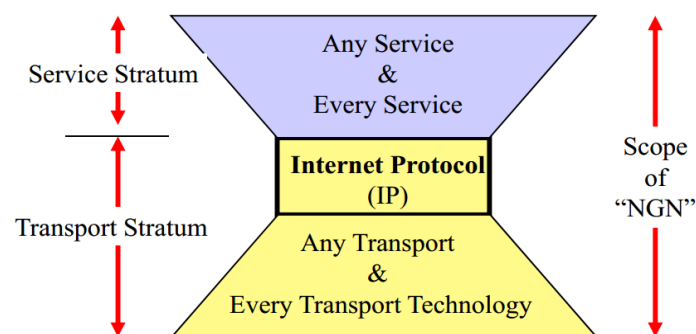 Any Service
&
Every Service
Service Stratum
Internet Protocol
(IP)
Scope
of
“NGN”
Transport Stratum
Any Transport
&
Every Transport Technology